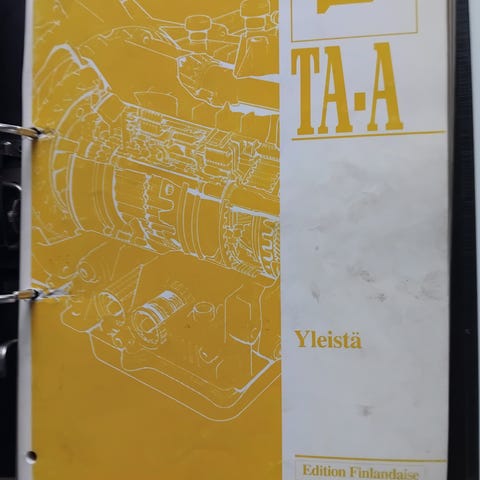 TA-A
Yleistä
Edition Finlandaise